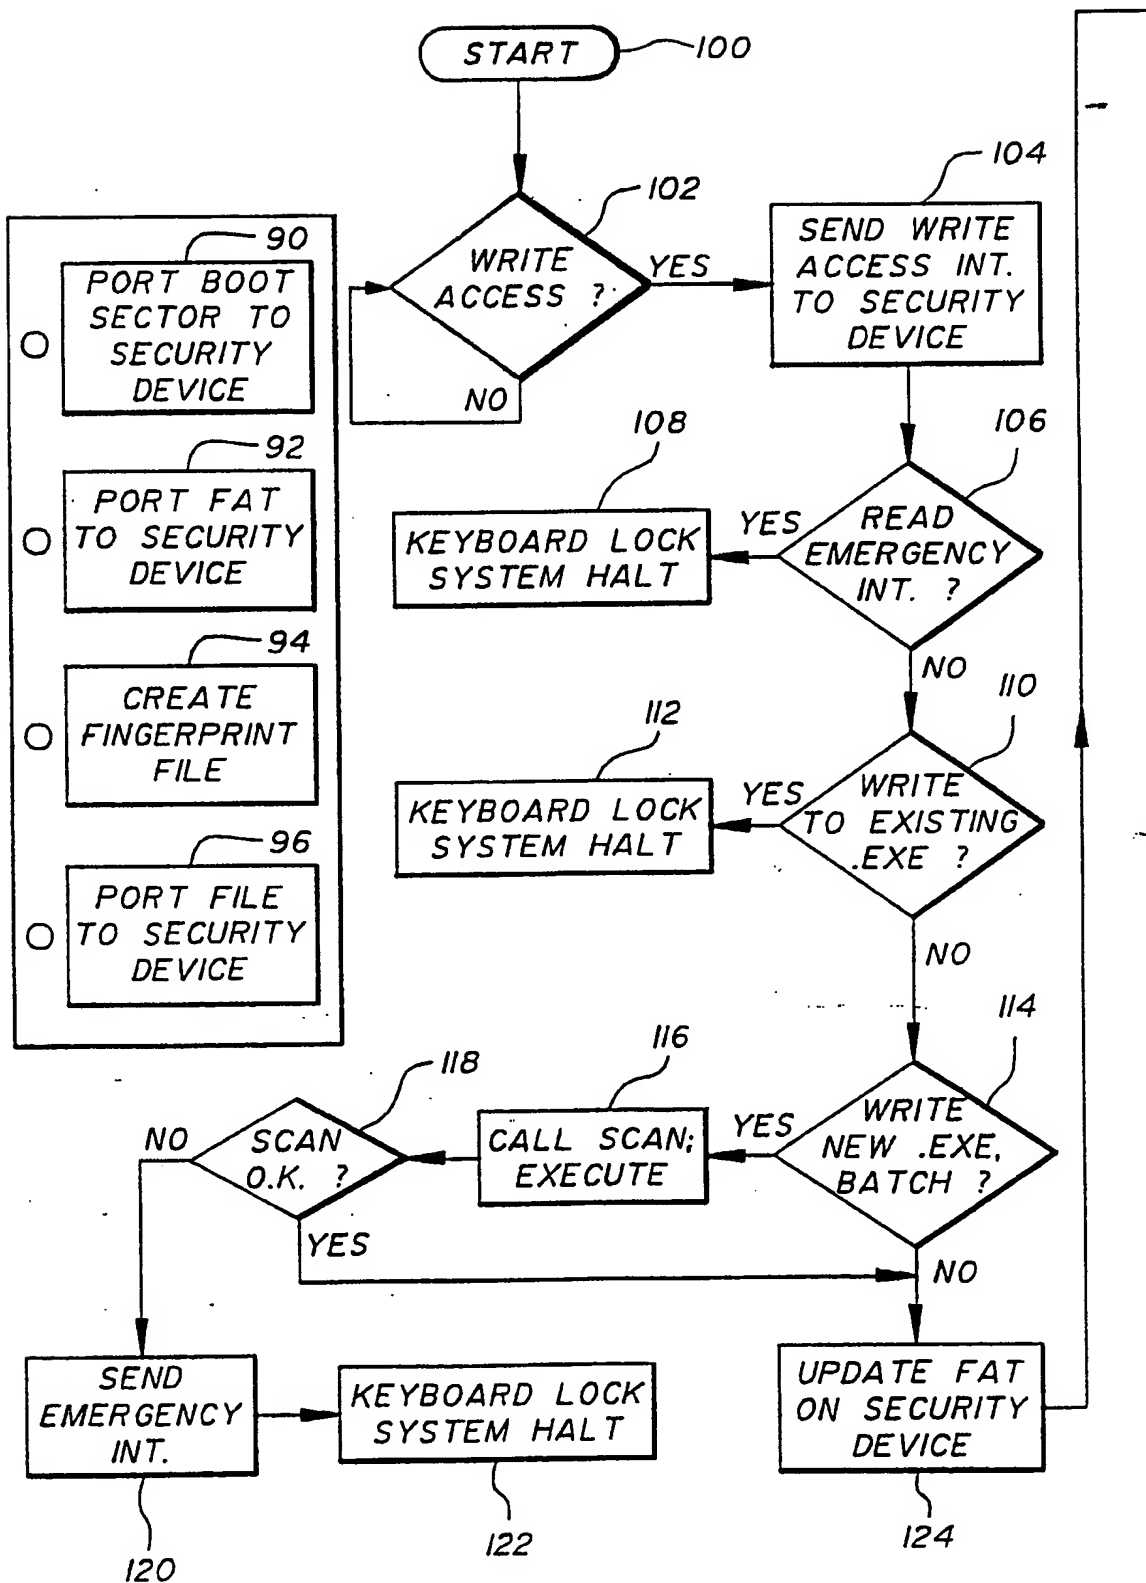 START
100
102
WRITE
ACCESS ?
YES
NO
104
SEND WRITE
ACCESS INT.
TO SECURITY
DEVICE
90
PORT BOOT
SECTOR TO
SECURITY
DEVICE
92
PORT FAT
TO SECURITY
DEVICE
94
CREATE
FINGERPRINT
FILE
96
PORT FILE
TO SECURITY
DEVICE
106
READ
EMERGENCY
INT. ?
YES
NO
108
KEYBOARD LOCK
SYSTEM HALT
110
WRITE
TO EXISTING
.EXE ?
YES
NO
112
KEYBOARD LOCK
SYSTEM HALT
114
WRITE
NEW .EXE,
BATCH ?
YES
NO
116
CALL SCAN;
EXECUTE
118
SCAN
O.K. ?
NO
YES
SEND
EMERGENCY
INT.
120
KEYBOARD LOCK
SYSTEM HALT
122
UPDATE FAT
ON SECURITY
DEVICE
124